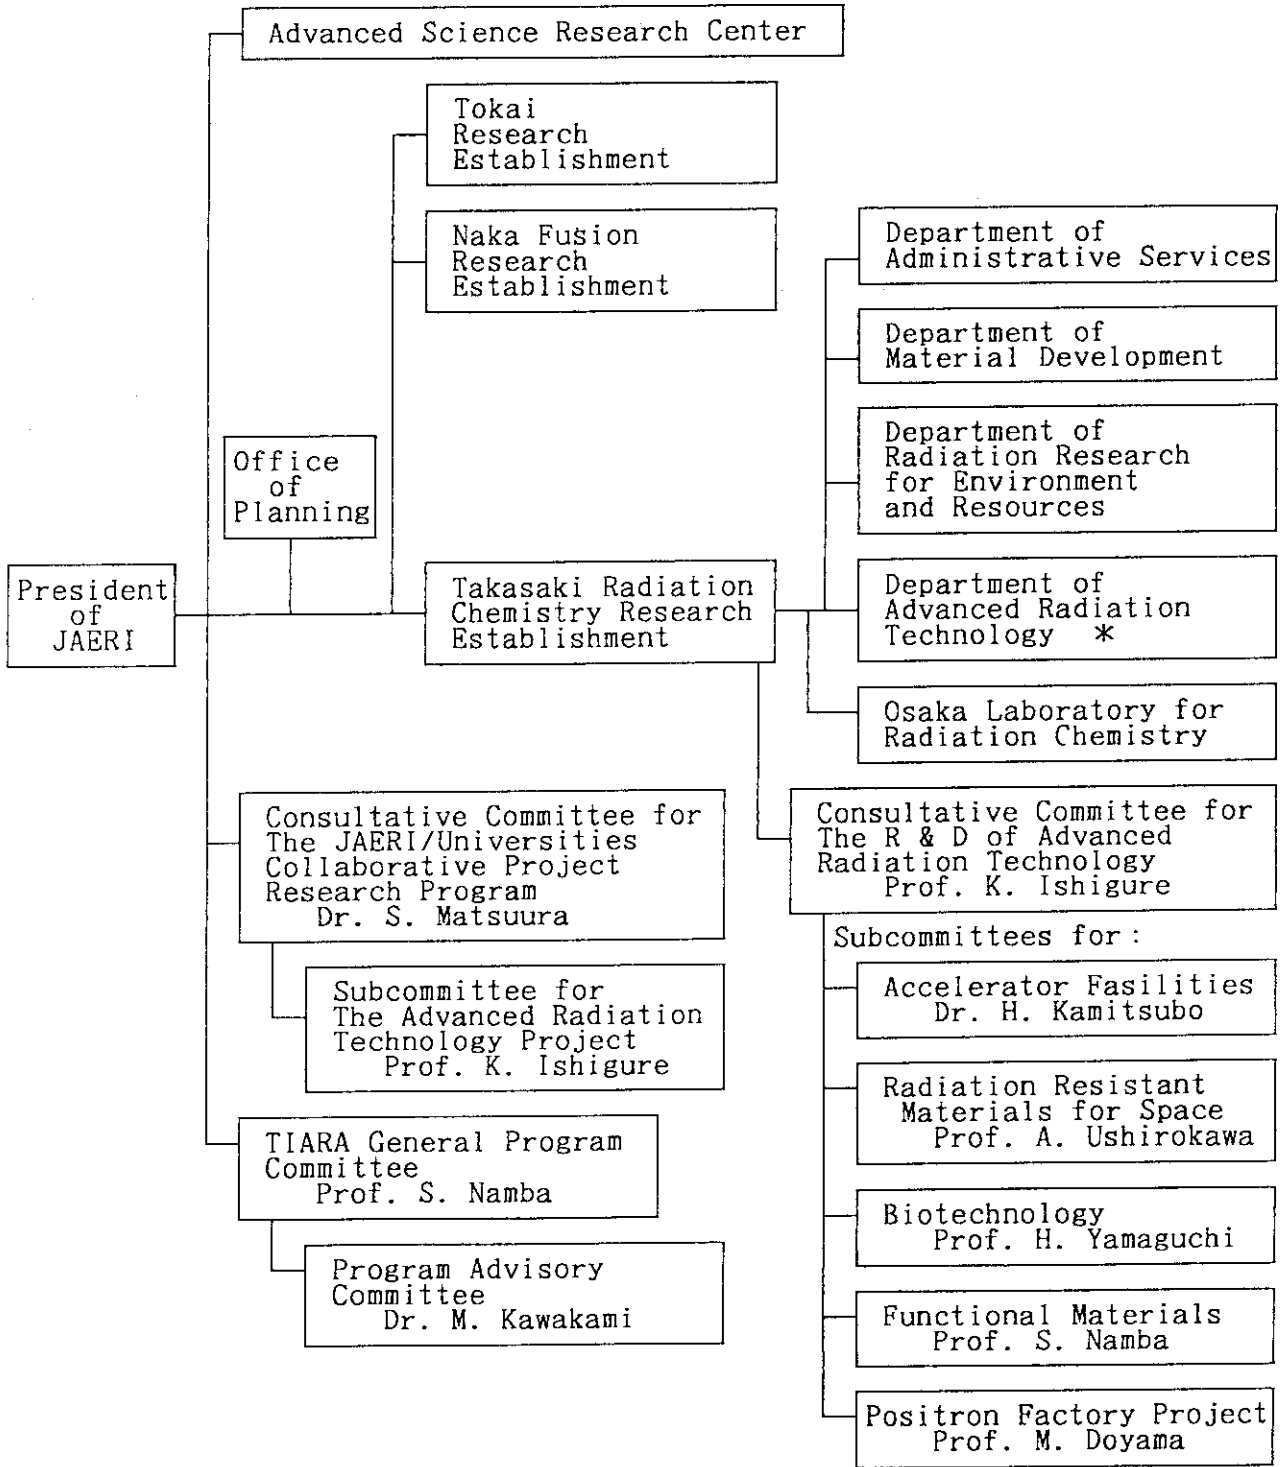 Advanced Science Research Center
Tokai
Research
Establishment
Naka Fusion
Research
Establishment
Department of
Administrative Services
Department of
Material Development
Department of
Radiation Research
for Environment
and Resources
Office
of
Planning
President
of
JAERI
Takasaki Radiation
Chemistry Research
Establishment
Department of
Advanced Radiation
Technology *
Osaka Laboratory for
Radiation Chemistry
Consultative Committee for
The JAERI/Universities
Collaborative Project
Research Program
Dr. S. Matsuura
Subcommittee for
The Advanced Radiation
Technology Project
Prof. K. Ishigure
TIARA General Program
Committee
Prof. S. Namba
Program Advisory
Committee
Dr. M. Kawakami
Consultative Committee for
The R & D of Advanced
Radiation Technology
Prof. K. Ishigure
Subcommittees for :
Accelerator Fasilities
Dr. H. Kamitsubo
Radiation Resistant
Materials for Space
Prof. A. Ushirokawa
Biotechnology
Prof. H. Yamaguchi
Functional Materials
Prof. S. Namba
Positron Factory Project
Prof. M. Doyama